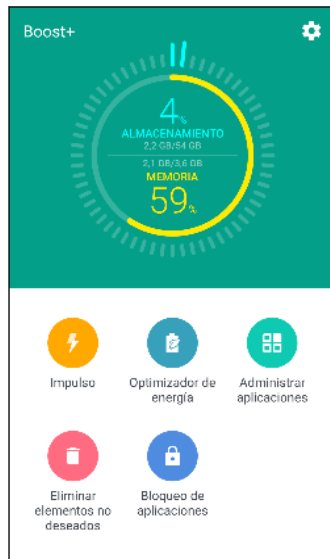 Boost+
4%
ALMACENAMIENTO
2,2 GB/54 GB
2,1 GB/3,6 GB
MEMORIA
59%
Impulso
Optimizador de
energía
Administrar
aplicaciones
Eliminar
elementos no
deseados
Bloqueo de
aplicaciones